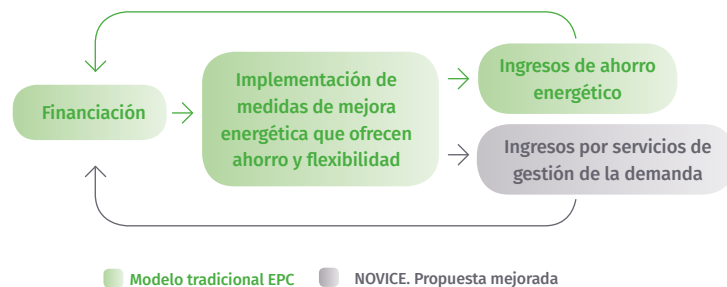 Financiación
Implementación de
medidas de mejora
energética que ofrecen
ahorro y flexibilidad
Ingresos de ahorro
energético
Ingresos por servicios de
gestión de la demanda
Modelo tradicional EPC
NOVICE. Propuesta mejorada